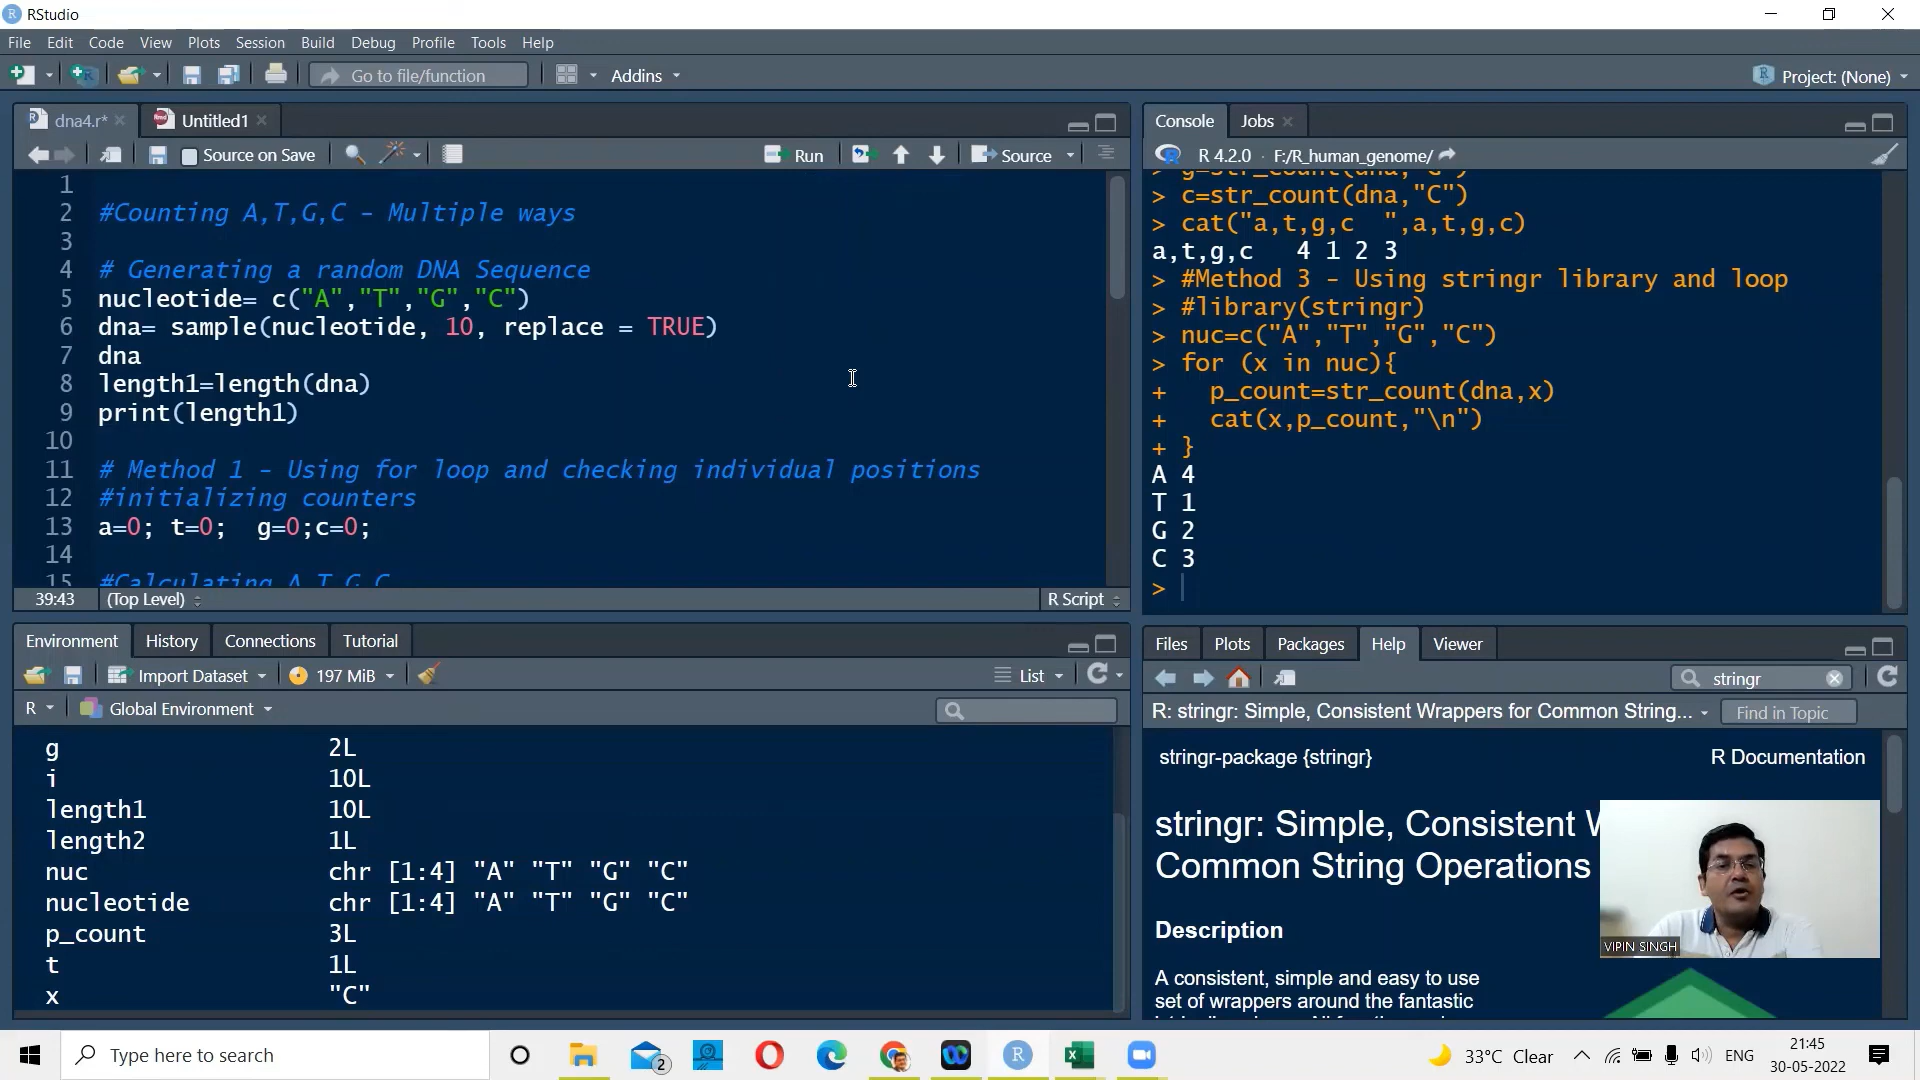 RStudio
File Edit Code View Plots Session Build Debug Profile Tools Help
Go to file/function Addins Project: (None)
dna4.r* Untitled1
Source on Save Run Source
1
2 #Counting A,T,G,C - Multiple ways
3
4 # Generating a random DNA Sequence
5 nucleotide= c("A","T","G","C")
6 dna= sample(nucleotide, 10, replace = TRUE)
7 dna
8 length1=length(dna)
9 print(length1)
10
11 # Method 1 - Using for loop and checking individual positions
12 #initializing counters
13 a=0; t=0;  g=0;c=0;
14
15 #Calculating A,T,G,C
39:43 (Top Level) R Script
Console Jobs
R 4.2.0 · F:/R_human_genome/
> g=str_count(dna,"G")
> c=str_count(dna,"C")
> cat("a,t,g,c  ",a,t,g,c)
a,t,g,c   4 1 2 3
> #Method 3 - Using stringr library and loop
> #library(stringr)
> nuc=c("A","T","G","C")
> for (x in nuc){
+   p_count=str_count(dna,x)
+   cat(x,p_count,"\n")
+ }
A 4
T 1
G 2
C 3
>
Environment History Connections Tutorial
Import Dataset 197 MiB List
R Global Environment
g 2L
i 10L
length1 10L
length2 1L
nuc chr [1:4] "A" "T" "G" "C"
nucleotide chr [1:4] "A" "T" "G" "C"
p_count 3L
t 1L
x "C"
Files Plots Packages Help Viewer
stringr
R: stringr: Simple, Consistent Wrappers for Common String... Find in Topic
stringr-package {stringr} R Documentation
stringr: Simple, Consistent
Common String Operations
Description
A consistent, simple and easy to use
set of wrappers around the fantastic
VIPIN SINGH
Type here to search
2
33°C Clear ENG
21:45
30-05-2022